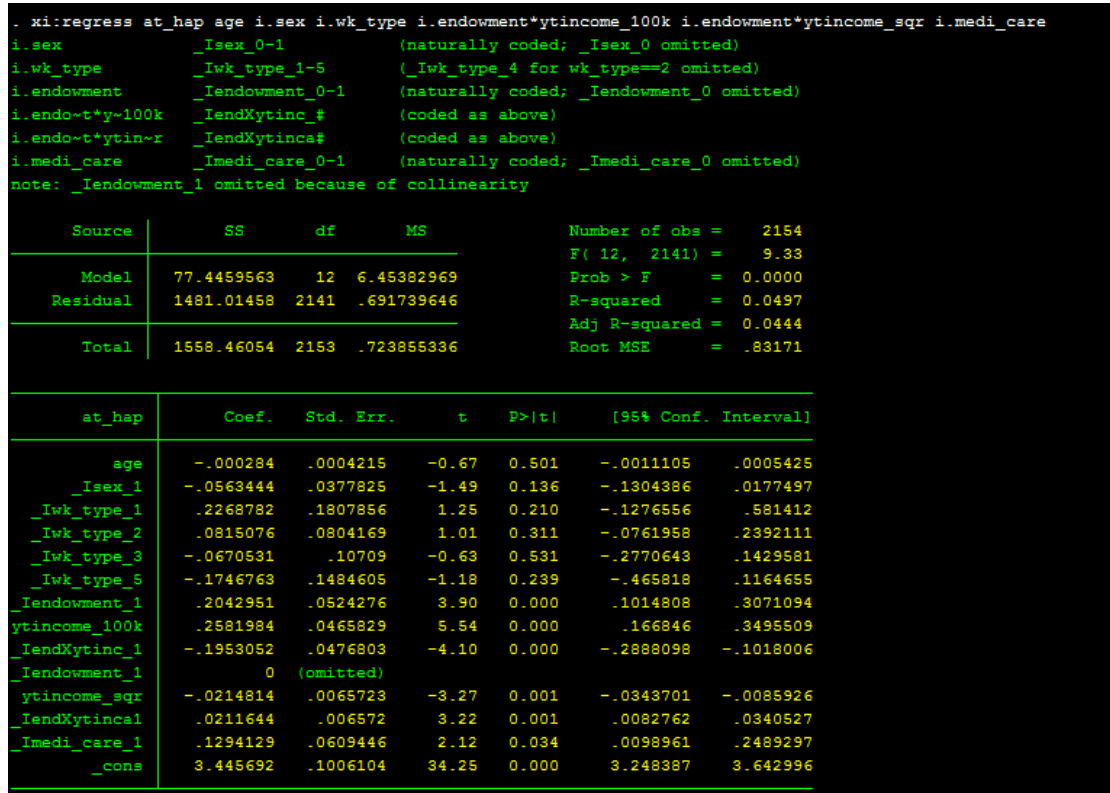 . xi:regress at_hap age i.sex i.wk_type i.endowment*ytincome_100k i.endowment*ytincome_sqr i.medi_care
i.sex _Isex_0-1 (naturally coded; _Isex_0 omitted)
i.wk_type _Iwk_type_1-5 (_Iwk_type_4 for wk_type==2 omitted)
i.endowment _Iendowment_0-1 (naturally coded; _Iendowment_0 omitted)
i.endo~t*y~100k _IendXytinc_# (coded as above)
i.endo~t*ytin~r _IendXytinca# (coded as above)
i.medi_care _Imedi_care_0-1 (naturally coded; _Imedi_care_0 omitted)
note: _Iendowment_1 omitted because of collinearity
Source SS df MS Number of obs = 2154
F( 12, 2141) = 9.33
Model 77.4459563 12 6.45382969 Prob > F = 0.0000
Residual 1481.01458 2141 .691739646 R-squared = 0.0497
Adj R-squared = 0.0444
Total 1558.46054 2153 .723855336 Root MSE = .83171
at_hap Coef. Std. Err. t P>|t| [95% Conf. Interval]
age -.000284 .0004215 -0.67 0.501 -.0011105 .0005425
_Isex_1 -.0563444 .0377825 -1.49 0.136 -.1304386 .0177497
_Iwk_type_1 .2268782 .1807856 1.25 0.210 -.1276556 .581412
_Iwk_type_2 .0815076 .0804169 1.01 0.311 -.0761958 .2392111
_Iwk_type_3 -.0670531 .10709 -0.63 0.531 -.2770643 .1429581
_Iwk_type_5 -.1746763 .1484605 -1.18 0.239 -.465818 .1164655
_Iendowment_1 .2042951 .0524276 3.90 0.000 .1014808 .3071094
ytincome_100k .2581984 .0465829 5.54 0.000 .166846 .3495509
_IendXytinc_1 -.1953052 .0476803 -4.10 0.000 -.2888098 -.1018006
_Iendowment_1 0 (omitted)
ytincome_sqr -.0214814 .0065723 -3.27 0.001 -.0343701 -.0085926
_IendXytinca1 .0211644 .006572 3.22 0.001 .0082762 .0340527
_Imedi_care_1 .1294129 .0609446 2.12 0.034 .0098961 .2489297
_cons 3.445692 .1006104 34.25 0.000 3.248387 3.642996